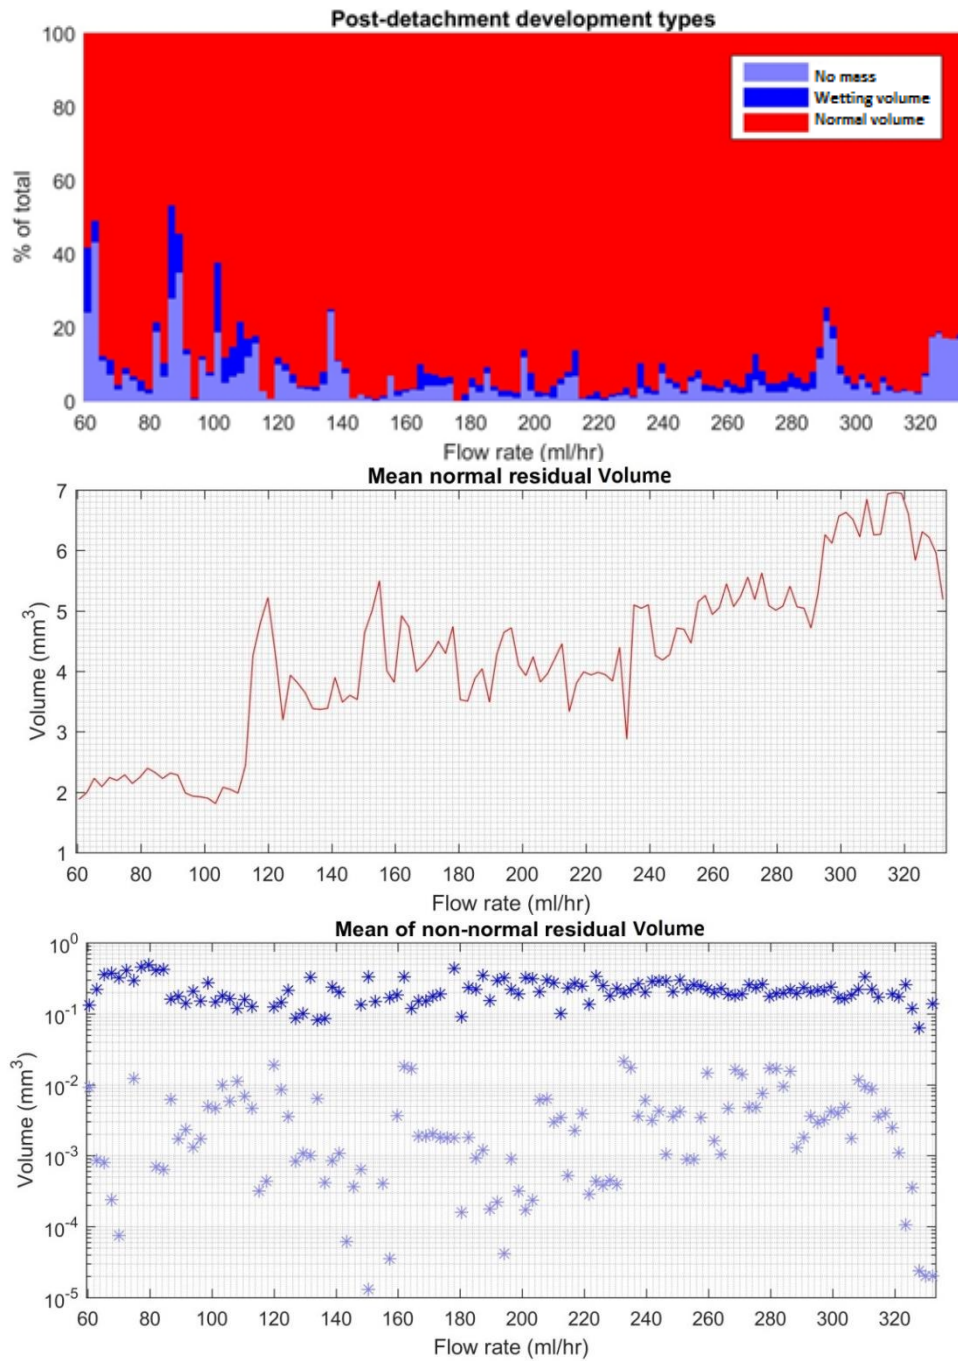 Post-detachment development types
100
80
60
40
20
0
% of total
No mass
Wetting volume
Normal volume
60 80 100 120 140 160 180 200 220 240 260 280 300 320
Flow rate (ml/hr)
Mean normal residual Volume
7
6
5
4
3
2
1
Volume (mm³)
60 80 100 120 140 160 180 200 220 240 260 280 300 320
Flow rate (ml/hr)
Mean of non-normal residual Volume
10⁰
10⁻¹
10⁻²
10⁻³
10⁻⁴
10⁻⁵
Volume (mm³)
60 80 100 120 140 160 180 200 220 240 260 280 300 320
Flow rate (ml/hr)